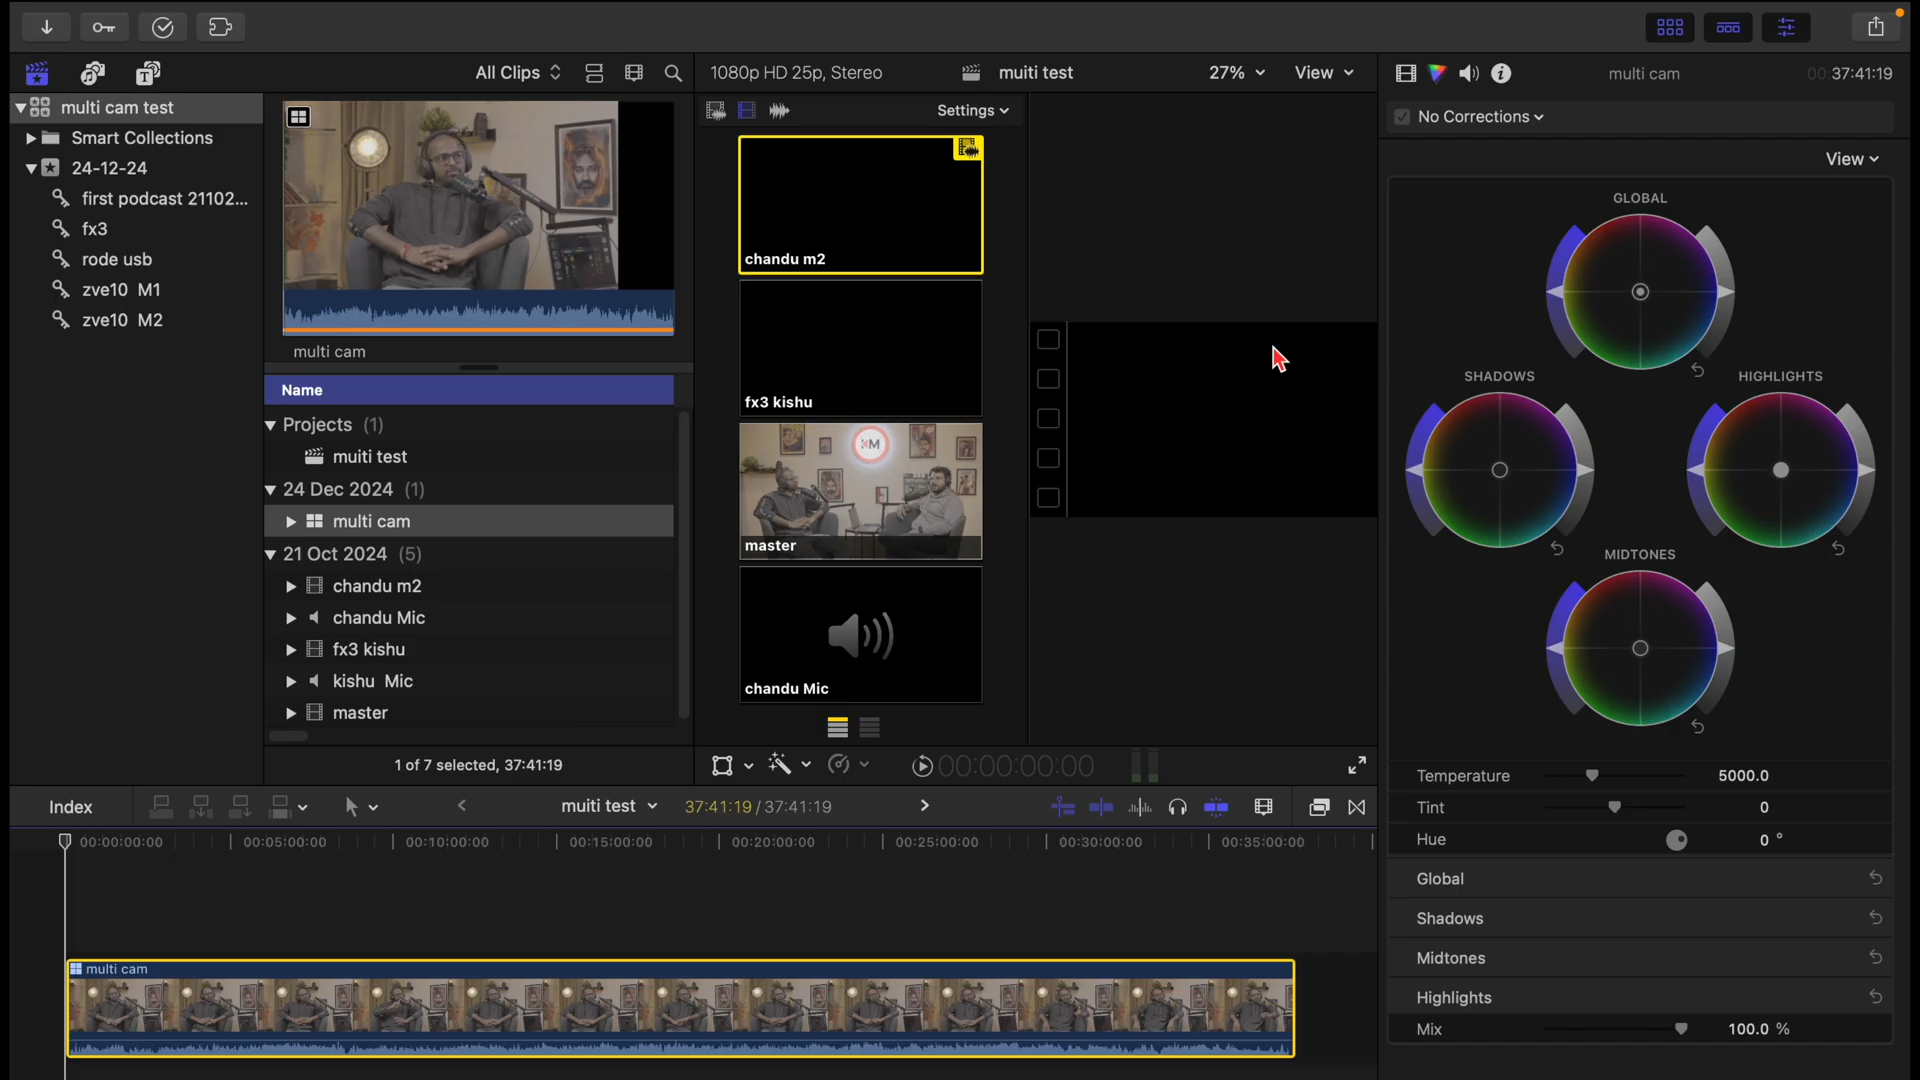 All Clips
1080p HD 25p, Stereo
muiti test
27%
View
multi cam
00:37:41:19
multi cam test
Smart Collections
24-12-24
first podcast 21102...
fx3
rode usb
zve10 M1
zve10 M2
multi cam
Name
Projects (1)
muiti test
24 Dec 2024 (1)
multi cam
21 Oct 2024 (5)
chandu m2
chandu Mic
fx3 kishu
kishu Mic
master
1 of 7 selected, 37:41:19
Settings
chandu m2
fx3 kishu
KM
master
chandu Mic
00:00:00:00
No Corrections
View
GLOBAL
SHADOWS
HIGHLIGHTS
MIDTONES
Temperature 5000.0
Tint 0
Hue 0 °
Global
Shadows
Midtones
Highlights
Mix 100.0 %
Index
muiti test
37:41:19 / 37:41:19
00:00:00:00
00:05:00:00
00:10:00:00
00:15:00:00
00:20:00:00
00:25:00:00
00:30:00:00
00:35:00:00
multi cam